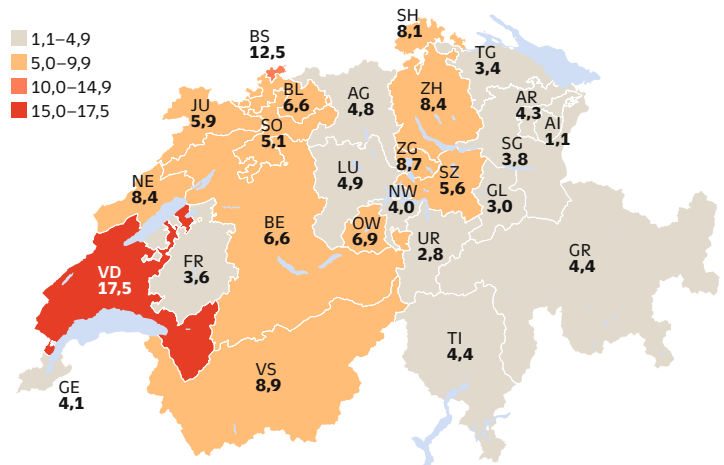 1,1–4,9
5,0–9,9
10,0–14,9
15,0–17,5
SH
8,1
BS
12,5
TG
3,4
BL
6,6
AG
4,8
ZH
8,4
AR
4,3
JU
5,9
SO
5,1
AI
1,1
SG
3,8
LU
4,9
ZG
8,7
SZ
5,6
NE
8,4
NW
4,0
GL
3,0
BE
6,6
OW
6,9
UR
2,8
GR
4,4
VD
17,5
FR
3,6
TI
4,4
VS
8,9
GE
4,1